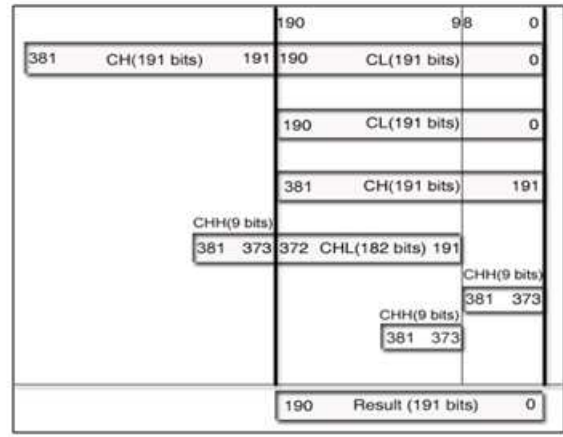 190 98 0
381 CH(191 bits) 191 190 CL(191 bits) 0
190 CL(191 bits) 0
381 CH(191 bits) 191
CHH(9 bits)
381 373 372 CHL(182 bits) 191
CHH(9 bits)
381 373
CHH(9 bits)
381 373
190 Result (191 bits) 0